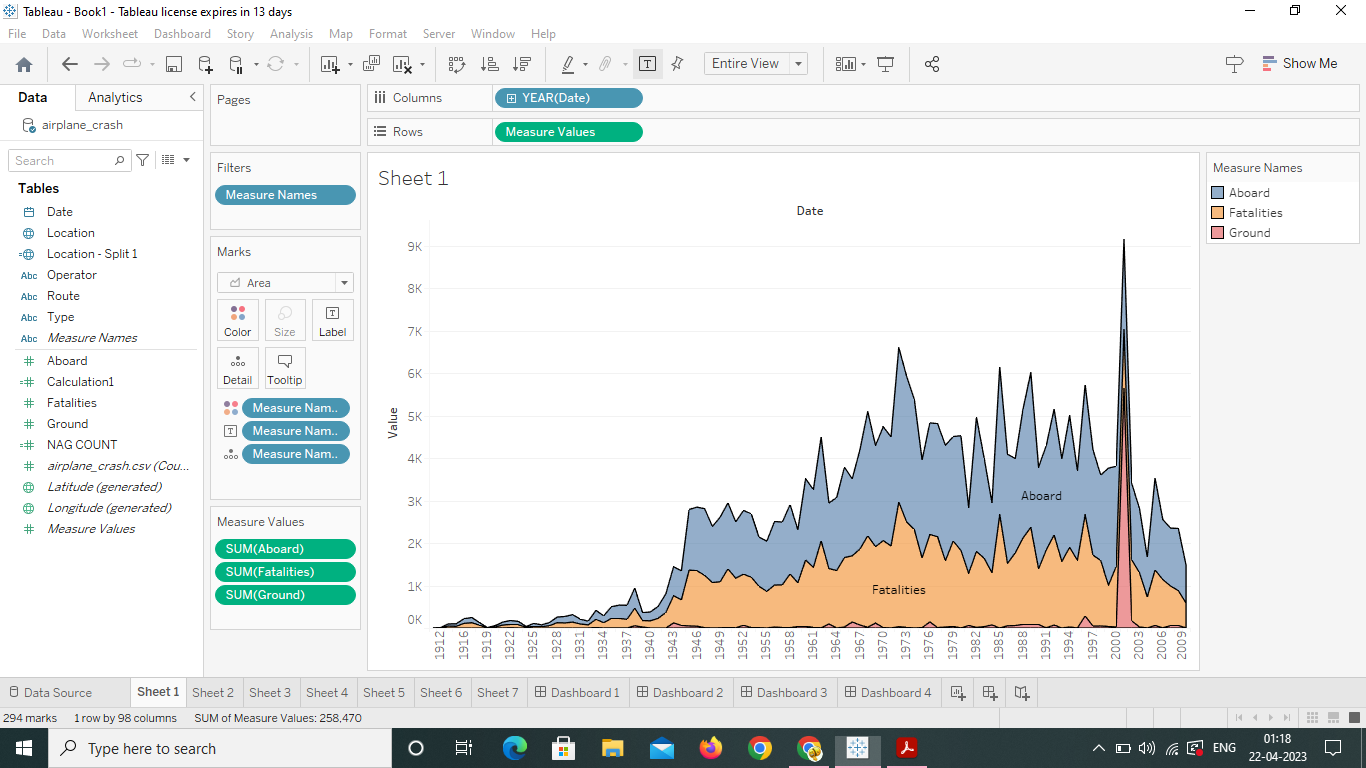 Tableau - Book1 - Tableau license expires in 13 days
File Data Worksheet Dashboard Story Analysis Map Format Server Window Help
Entire View
Show Me
Data Analytics
airplane_crash
Search
Tables
Date
Location
Location - Split 1
Abc Operator
Abc Route
Abc Type
Abc Measure Names
Aboard
Calculation1
Fatalities
Ground
NAG COUNT
airplane_crash.csv (Cou...
Latitude (generated)
Longitude (generated)
Measure Values
Pages
Filters
Measure Names
Marks
Area
Color Size Label
Detail Tooltip
Measure Nam..
Measure Nam..
Measure Nam..
Measure Values
SUM(Aboard)
SUM(Fatalities)
SUM(Ground)
Columns YEAR(Date)
Rows Measure Values
Sheet 1
Date
Value
9K
8K
7K
6K
5K
4K
3K
2K
1K
0K
Aboard
Fatalities
1912 1916 1919 1922 1925 1928 1931 1934 1937 1940 1943 1946 1949 1952 1955 1958 1961 1964 1967 1970 1973 1976 1979 1982 1985 1988 1991 1994 1997 2000 2003 2006 2009
Measure Names
Aboard
Fatalities
Ground
Data Source Sheet 1 Sheet 2 Sheet 3 Sheet 4 Sheet 5 Sheet 6 Sheet 7 Dashboard 1 Dashboard 2 Dashboard 3 Dashboard 4
294 marks 1 row by 98 columns SUM of Measure Values: 258,470
Type here to search
ENG
01:18
22-04-2023